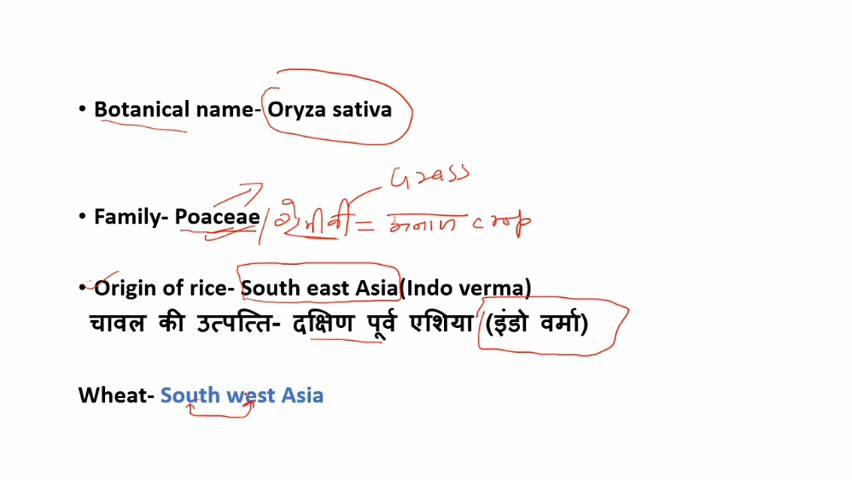 • Botanical name- Oryza sativa
Grass
• Family- Poaceae / ग्रेमीनी = अनाज crop
• Origin of rice- South east Asia(Indo verma)
चावल की उत्पत्ति- दक्षिण पूर्व एशिया (इंडो वर्मा)
Wheat- South west Asia